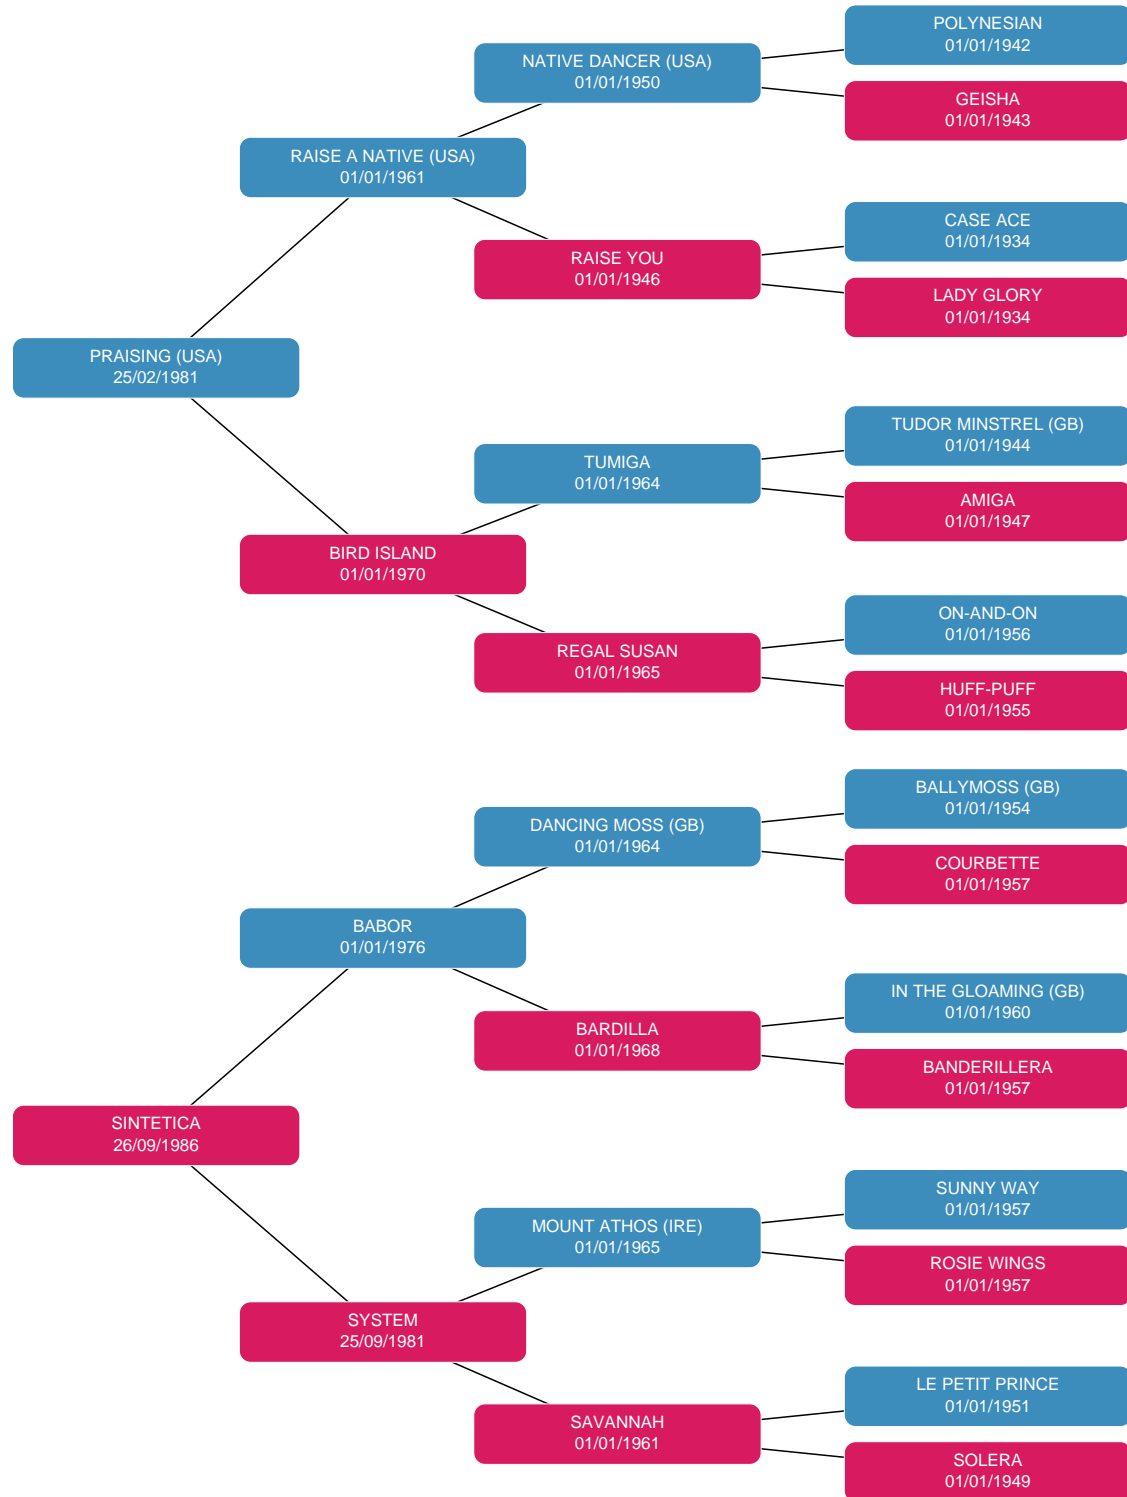 POLYNESIAN
01/01/1942
NATIVE DANCER (USA)
01/01/1950
GEISHA
01/01/1943
RAISE A NATIVE (USA)
01/01/1961
CASE ACE
01/01/1934
RAISE YOU
01/01/1946
LADY GLORY
01/01/1934
PRAISING (USA)
25/02/1981
TUDOR MINSTREL (GB)
01/01/1944
TUMIGA
01/01/1964
AMIGA
01/01/1947
BIRD ISLAND
01/01/1970
ON-AND-ON
01/01/1956
REGAL SUSAN
01/01/1965
HUFF-PUFF
01/01/1955
BALLYMOSS (GB)
01/01/1954
DANCING MOSS (GB)
01/01/1964
COURBETTE
01/01/1957
BABOR
01/01/1976
IN THE GLOAMING (GB)
01/01/1960
BARDILLA
01/01/1968
BANDERILLERA
01/01/1957
SINTETICA
26/09/1986
SUNNY WAY
01/01/1957
MOUNT ATHOS (IRE)
01/01/1965
ROSIE WINGS
01/01/1957
SYSTEM
25/09/1981
LE PETIT PRINCE
01/01/1951
SAVANNAH
01/01/1961
SOLERA
01/01/1949